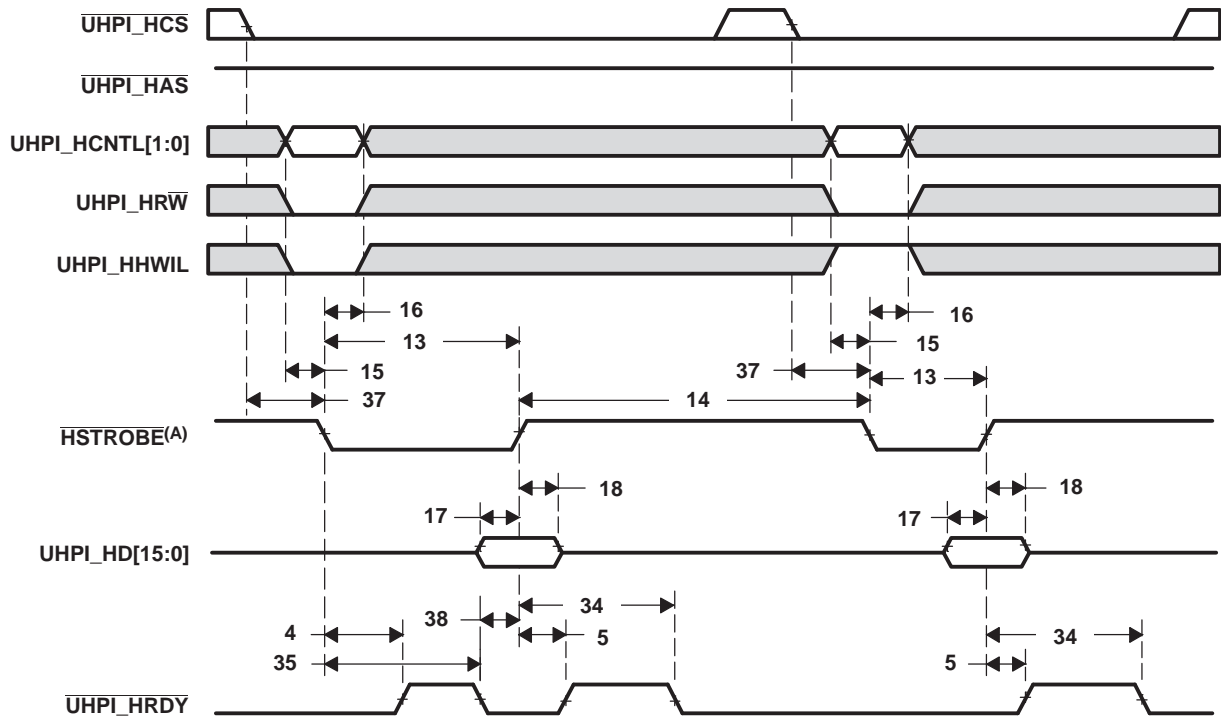 UHPI_HCS
UHPI_HAS
UHPI_HCNTL[1:0]
UHPI_HRW
UHPI_HHWIL
16 16
13 15
15 37 13
37 14
HSTROBE(A)
18 18
17 17
UHPI_HD[15:0]
38 34
4 5 34
35 5
UHPI_HRDY